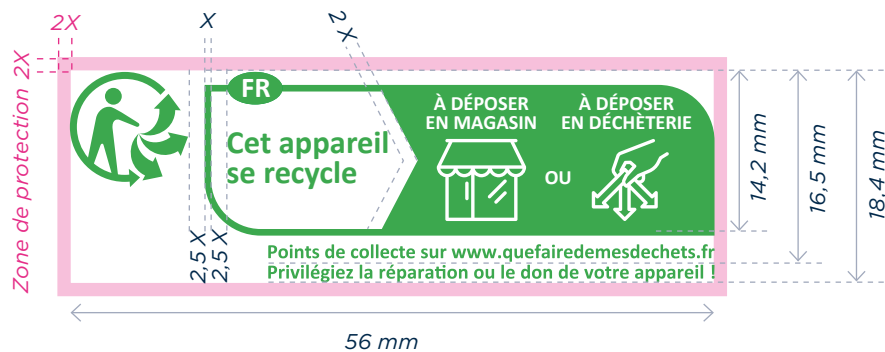 2X
X
2 X
Zone de protection 2X
FR
Cet appareil
se recycle
À DÉPOSER
EN MAGASIN
OU
À DÉPOSER
EN DÉCHÈTERIE
14,2 mm
16,5 mm
18.4 mm
2,5 X
2,5 X
Points de collecte sur www.quefairedemesdechets.fr
Privilégiez la réparation ou le don de votre appareil !
56 mm